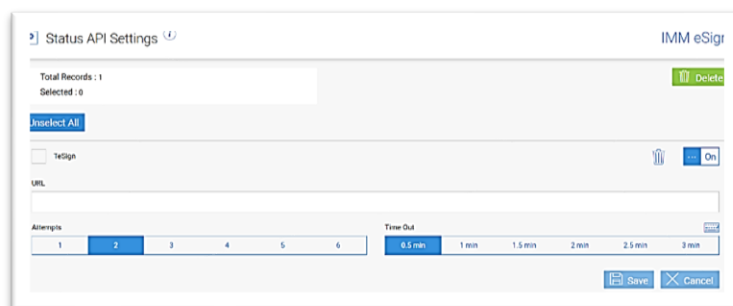 Status API Settings i
IMM eSign
Total Records : 1
Selected : 0
Delete
Unselect All
TeSign
... On
URL
Attempts
Time Out
1 2 3 4 5 6
0.5 min 1 min 1.5 min 2 min 2.5 min 3 min
Save Cancel